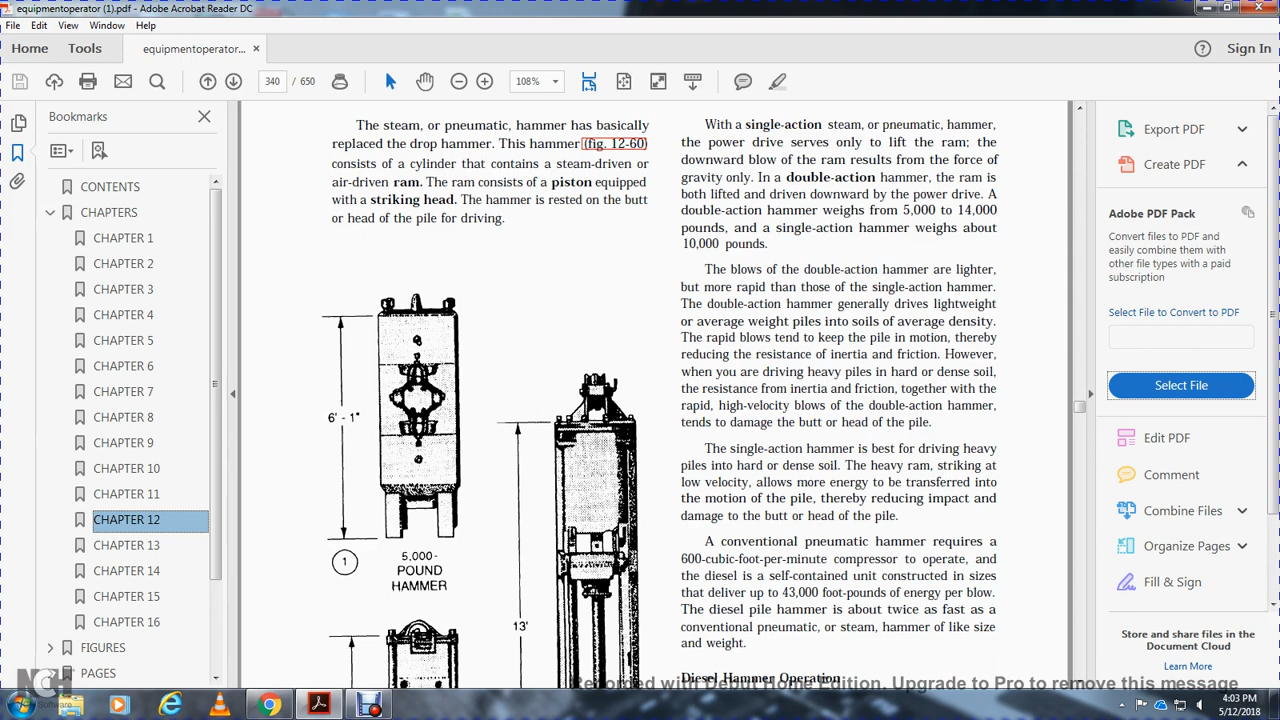 equipmentoperator (1).pdf - Adobe Acrobat Reader DC
File Edit View Window Help
Home Tools equipmentoperator... × ? Sign In
340 / 650 108%
Bookmarks
CONTENTS
CHAPTERS
CHAPTER 1
CHAPTER 2
CHAPTER 3
CHAPTER 4
CHAPTER 5
CHAPTER 6
CHAPTER 7
CHAPTER 8
CHAPTER 9
CHAPTER 10
CHAPTER 11
CHAPTER 12
CHAPTER 13
CHAPTER 14
CHAPTER 15
CHAPTER 16
FIGURES
PAGES
The steam, or pneumatic, hammer has basically
replaced the drop hammer. This hammer (fig. 12-60)
consists of a cylinder that contains a steam-driven or
air-driven ram. The ram consists of a piston equipped
with a striking head. The hammer is rested on the butt
or head of the pile for driving.
6' - 1"
1
5,000-
POUND
HAMMER
13'
With a single-action steam, or pneumatic, hammer,
the power drive serves only to lift the ram; the
downward blow of the ram results from the force of
gravity only. In a double-action hammer, the ram is
both lifted and driven downward by the power drive. A
double-action hammer weighs from 5,000 to 14,000
pounds, and a single-action hammer weighs about
10,000 pounds.
The blows of the double-action hammer are lighter,
but more rapid than those of the single-action hammer.
The double-action hammer generally drives lightweight
or average weight piles into soils of average density.
The rapid blows tend to keep the pile in motion, thereby
reducing the resistance of inertia and friction. However,
when you are driving heavy piles in hard or dense soil,
the resistance from inertia and friction, together with the
rapid, high-velocity blows of the double-action hammer,
tends to damage the butt or head of the pile.
The single-action hammer is best for driving heavy
piles into hard or dense soil. The heavy ram, striking at
low velocity, allows more energy to be transferred into
the motion of the pile, thereby reducing impact and
damage to the butt or head of the pile.
A conventional pneumatic hammer requires a
600-cubic-foot-per-minute compressor to operate, and
the diesel is a self-contained unit constructed in sizes
that deliver up to 43,000 foot-pounds of energy per blow.
The diesel pile hammer is about twice as fast as a
conventional pneumatic, or steam, hammer of like size
and weight.
Diesel Hammer Operation
Export PDF
Create PDF
Adobe PDF Pack
Convert files to PDF and
easily combine them with
other file types with a paid
subscription
Select File to Convert to PDF
Select File
Edit PDF
Comment
Combine Files
Organize Pages
Fill & Sign
Store and share files in the
Document Cloud
Learn More
NCH
Software
Recorded with Debut Home Edition. Upgrade to Pro to remove this message
4:03 PM
5/12/2018